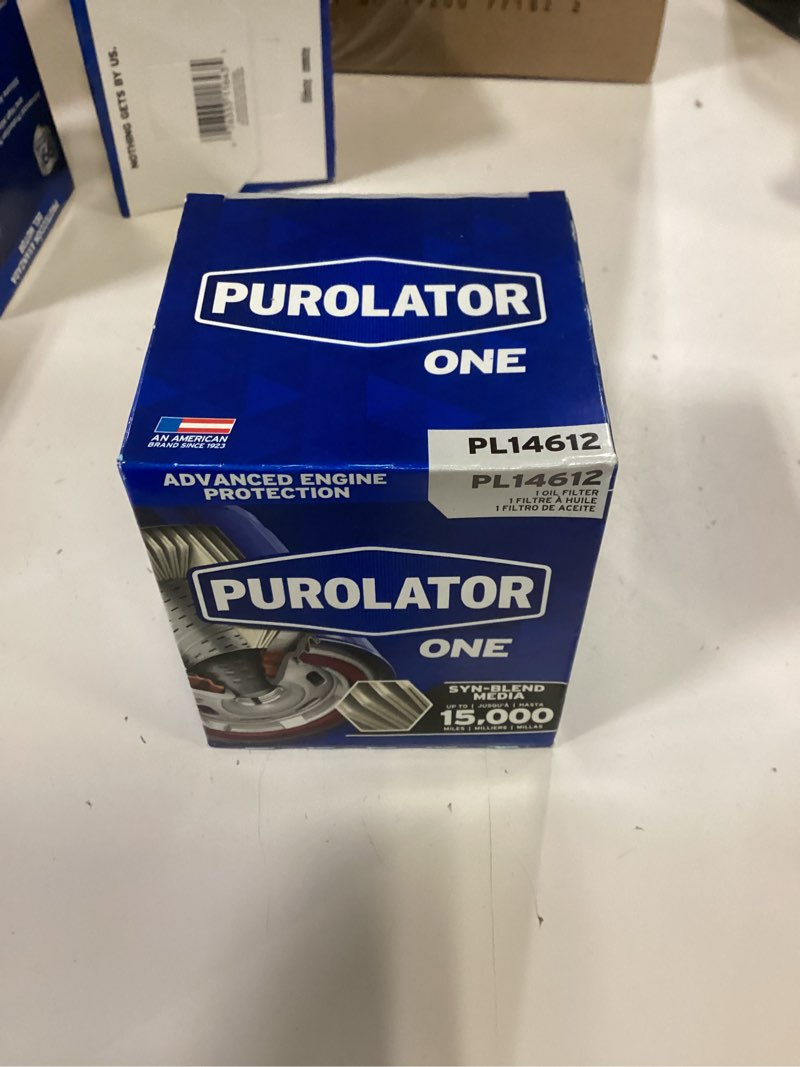 NOTHING GETS BY US.
PUROLATOR
ONE
AN AMERICAN
BRAND SINCE 1923
PL14612
ADVANCED ENGINE
PROTECTION
PL14612
1 OIL FILTER
1 FILTRE À HUILE
1 FILTRO DE ACEITE
PUROLATOR
ONE
SYN-BLEND
MEDIA
UP TO | JUSQU'À | HASTA
15,000
MILES | MILLIERS | MILLAS